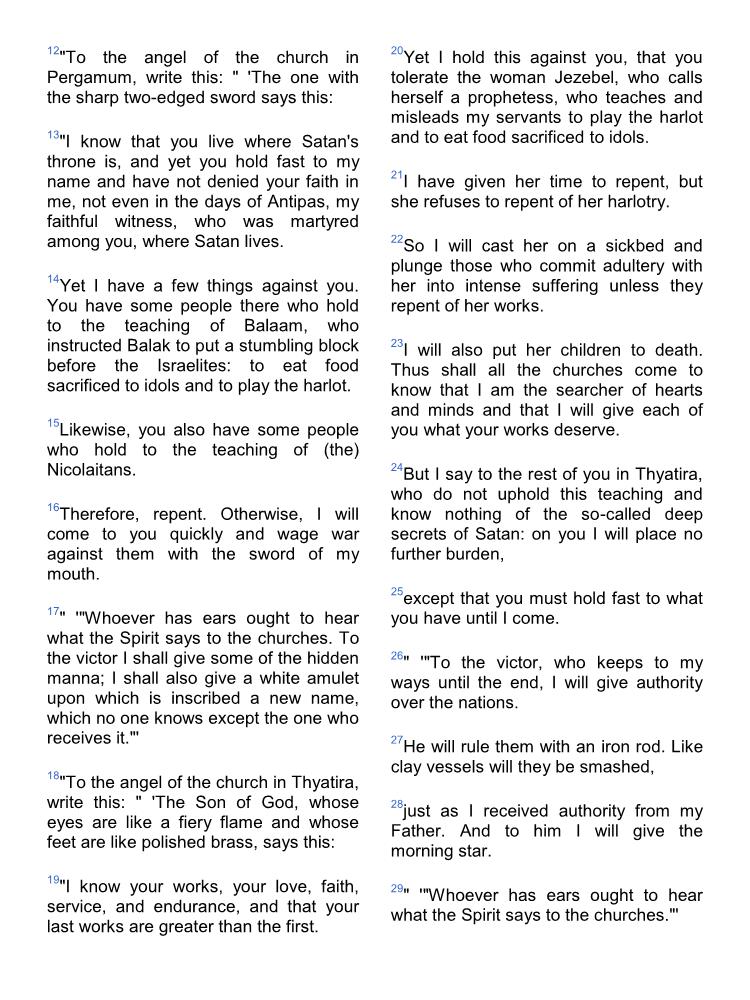 12"To the angel of the church in
Pergamum, write this: " 'The one with
the sharp two-edged sword says this:
13"I know that you live where Satan's
throne is, and yet you hold fast to my
name and have not denied your faith in
me, not even in the days of Antipas, my
faithful witness, who was martyred
among you, where Satan lives.
14Yet I have a few things against you.
You have some people there who hold
to the teaching of Balaam, who
instructed Balak to put a stumbling block
before the Israelites: to eat food
sacrificed to idols and to play the harlot.
15Likewise, you also have some people
who hold to the teaching of (the)
Nicolaitans.
16Therefore, repent. Otherwise, I will
come to you quickly and wage war
against them with the sword of my
mouth.
17" '"Whoever has ears ought to hear
what the Spirit says to the churches. To
the victor I shall give some of the hidden
manna; I shall also give a white amulet
upon which is inscribed a new name,
which no one knows except the one who
receives it."'
18"To the angel of the church in Thyatira,
write this: " 'The Son of God, whose
eyes are like a fiery flame and whose
feet are like polished brass, says this:
19"I know your works, your love, faith,
service, and endurance, and that your
last works are greater than the first.
20Yet I hold this against you, that you
tolerate the woman Jezebel, who calls
herself a prophetess, who teaches and
misleads my servants to play the harlot
and to eat food sacrificed to idols.
21I have given her time to repent, but
she refuses to repent of her harlotry.
22So I will cast her on a sickbed and
plunge those who commit adultery with
her into intense suffering unless they
repent of her works.
23I will also put her children to death.
Thus shall all the churches come to
know that I am the searcher of hearts
and minds and that I will give each of
you what your works deserve.
24But I say to the rest of you in Thyatira,
who do not uphold this teaching and
know nothing of the so-called deep
secrets of Satan: on you I will place no
further burden,
25except that you must hold fast to what
you have until I come.
26" '"To the victor, who keeps to my
ways until the end, I will give authority
over the nations.
27He will rule them with an iron rod. Like
clay vessels will they be smashed,
28just as I received authority from my
Father. And to him I will give the
morning star.
29" '"Whoever has ears ought to hear
what the Spirit says to the churches."'